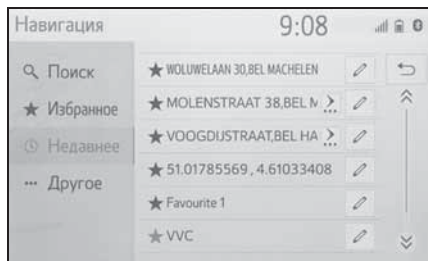 Навигация 9:08
Поиск
Избранное
Недавнее
Другое
WOLUWELAAN 30,BEL MACHELEN
MOLENSTRAAT 38,BEL M
VOOGDIJSTRAAT,BEL HA
51.01785569 , 4.61033408
Favourite 1
VVC